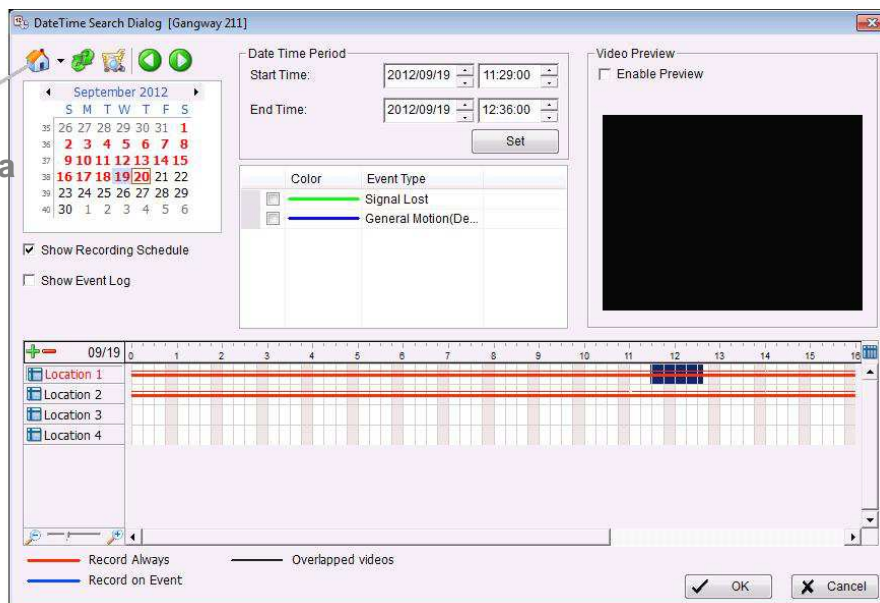 DateTime Search Dialog [Gangway 211]
a
September 2012
S M T W T F S
35 26 27 28 29 30 31 1
36 2 3 4 5 6 7 8
37 9 10 11 12 13 14 15
38 16 17 18 19 20 21 22
39 23 24 25 26 27 28 29
40 30 1 2 3 4 5 6
Show Recording Schedule
Show Event Log
Date Time Period
Start Time: 2012/09/19 11:29:00
End Time: 2012/09/19 12:36:00
Set
Color Event Type
Signal Lost
General Motion(De...
Video Preview
Enable Preview
09/19 0 1 2 3 4 5 6 7 8 9 10 11 12 13 14 15 16
Location 1
Location 2
Location 3
Location 4
Record Always Overlapped videos
Record on Event
OK Cancel